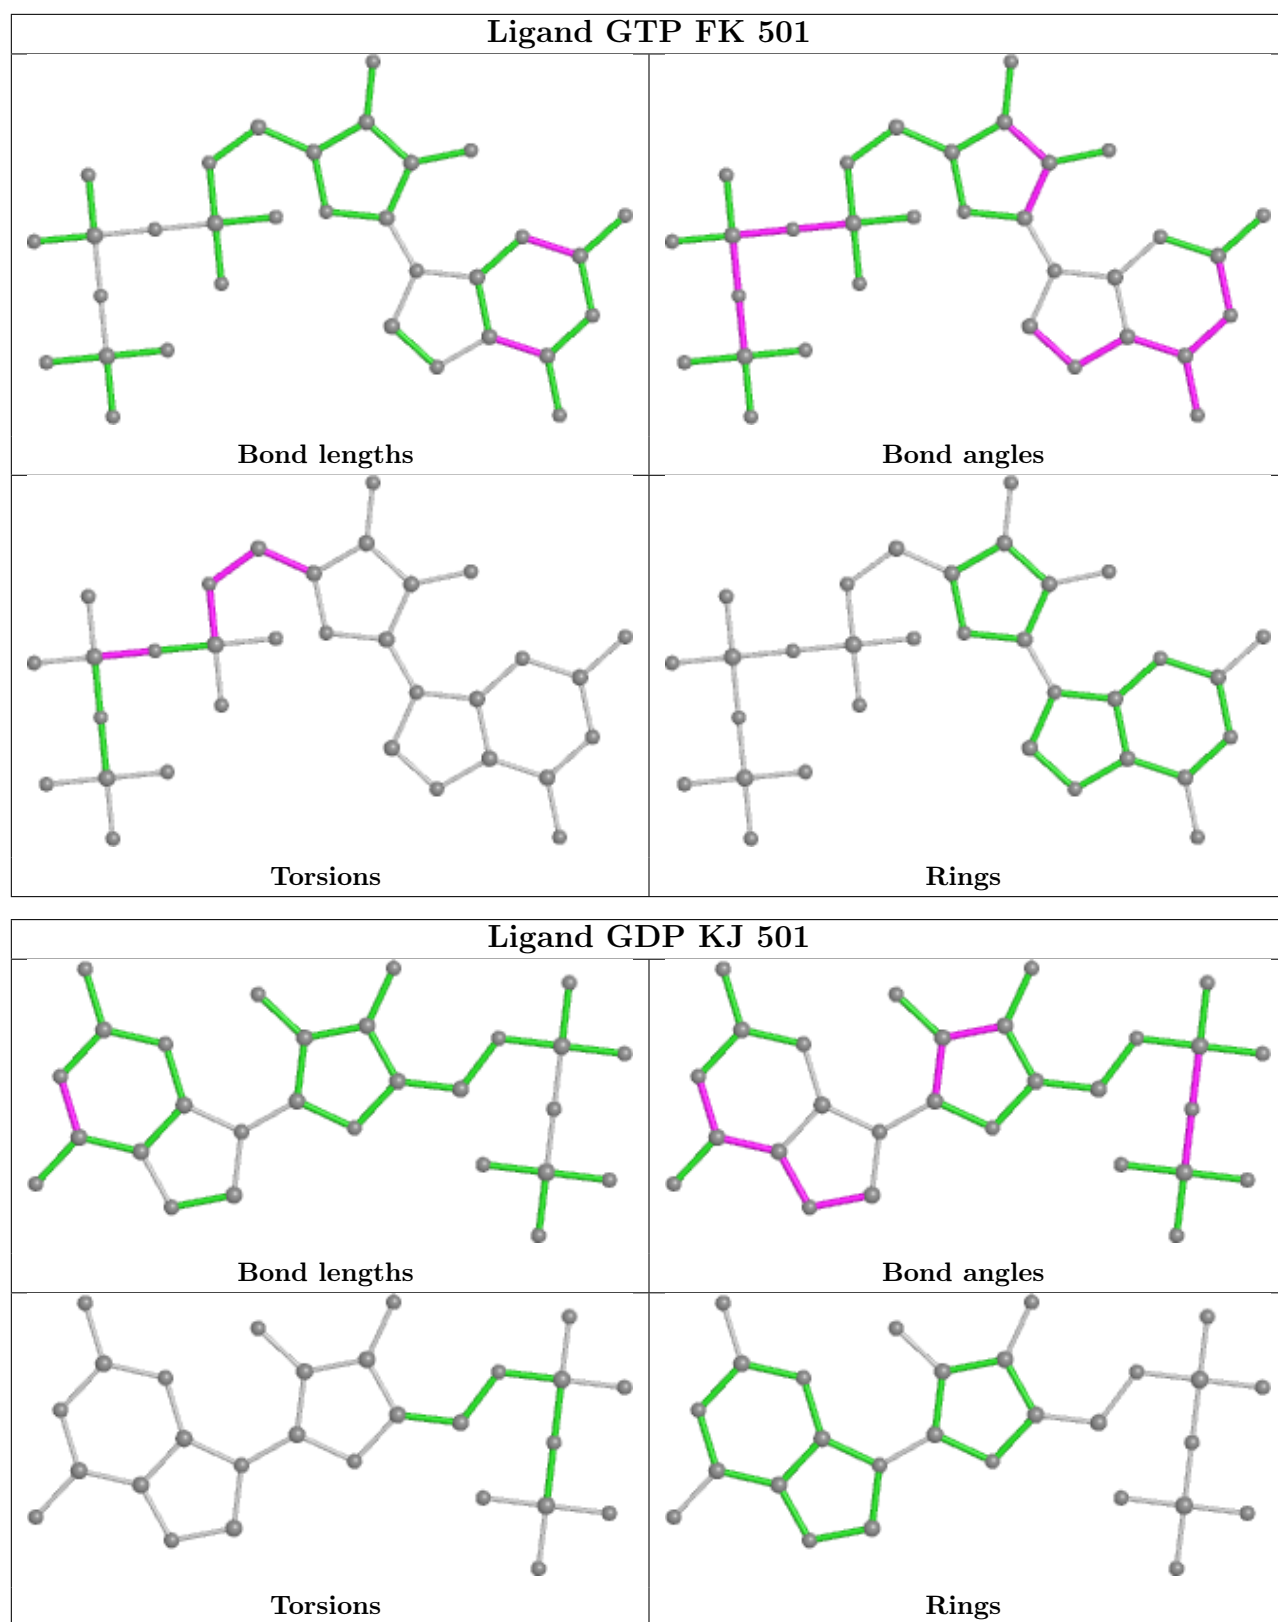 Ligand GTP FK 501
Bond lengths
Bond angles
Torsions
Rings
Ligand GDP KJ 501
Bond lengths
Bond angles
Torsions
Rings